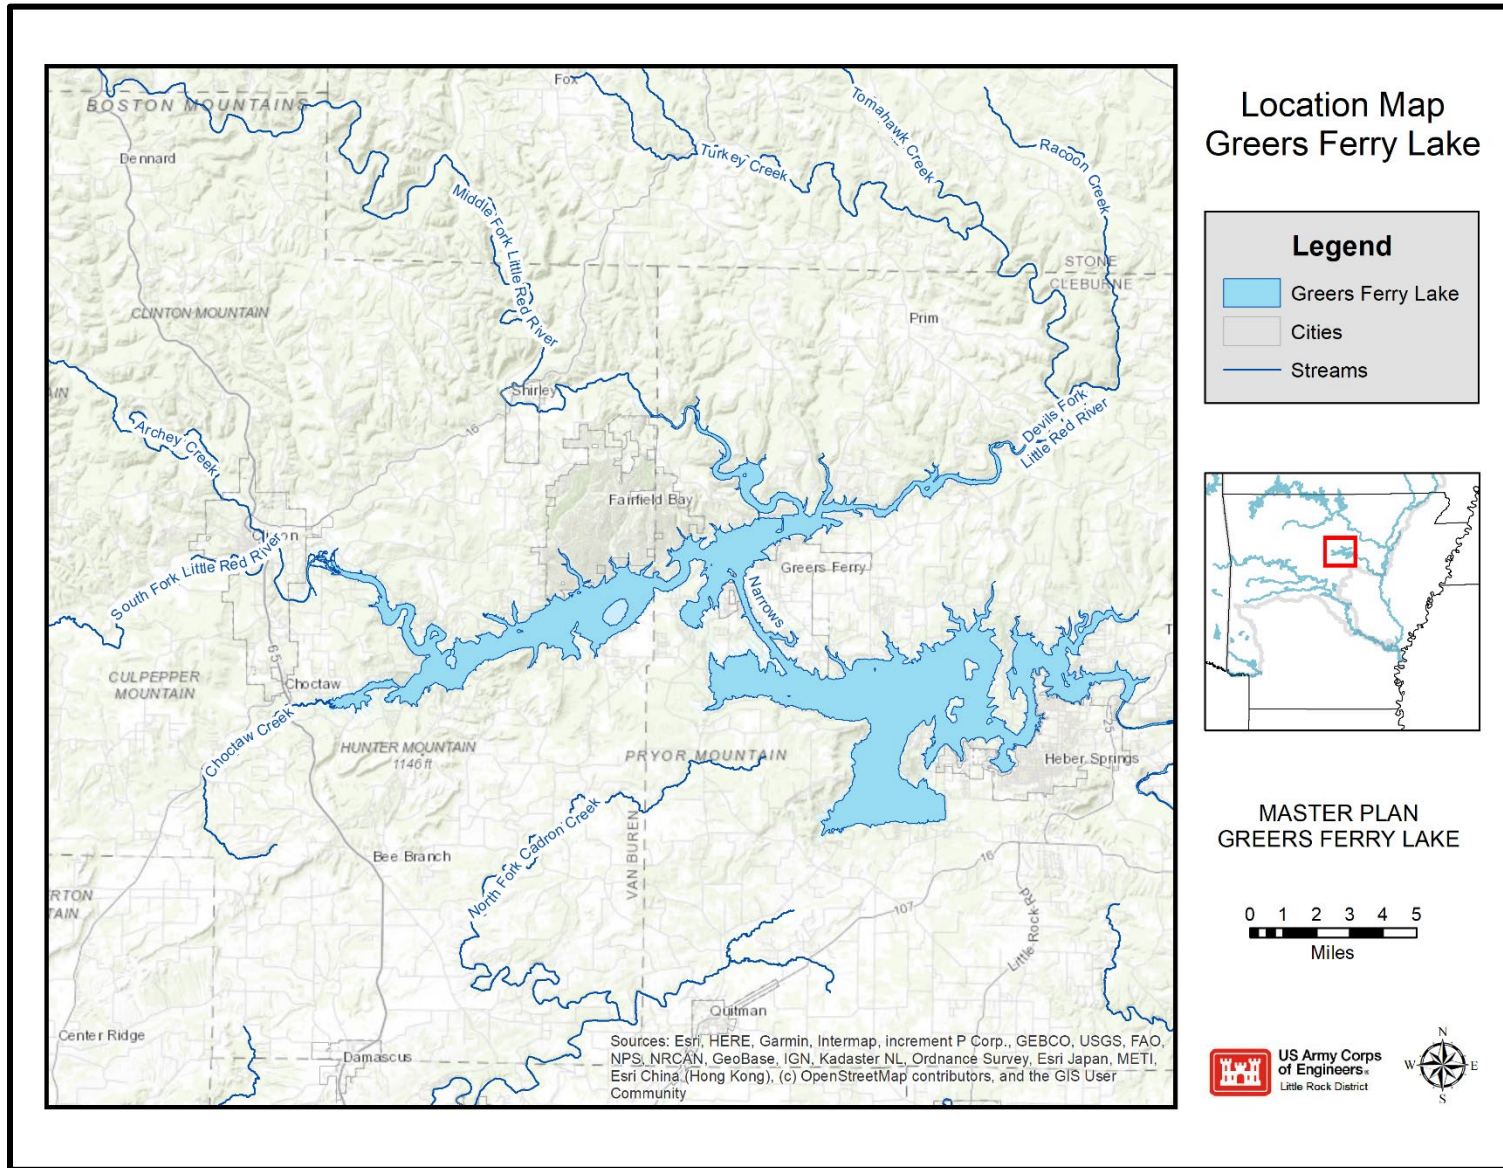 Location Map
Greers Ferry Lake
Legend
Greers Ferry Lake
Cities
Streams
MASTER PLAN
GREERS FERRY LAKE
0 1 2 3 4 5
Miles
US Army Corps
of Engineers®
Little Rock District
N
W
E
S
Fox
BOSTON MOUNTAINS
Dennard
Tomahawk Creek
Turkey Creek
Racoon Creek
Middle Fork Little
Red River
STONE
CLEBURNE
CLINTON MOUNTAIN
Prim
Shirley
16
Archey Creek
Devils Fork
Little Red River
Fairfield Bay
South Fork Little Red River
Greers Ferry
Narrows
65
CULPEPPER
MOUNTAIN
Choctaw
Choctaw Creek
HUNTER MOUNTAIN
1146 ft
PRYOR MOUNTAIN
25
Heber Springs
North Fork Cadron Creek
VAN BUREN
Bee Branch
16
107
Little Rock Rd
Quitman
Center Ridge
Damascus
Sources: Esri, HERE, Garmin, Intermap, increment P Corp., GEBCO, USGS, FAO,
NPS, NRCAN, GeoBase, IGN, Kadaster NL, Ordnance Survey, Esri Japan, METI,
Esri China (Hong Kong), (c) OpenStreetMap contributors, and the GIS User
Community